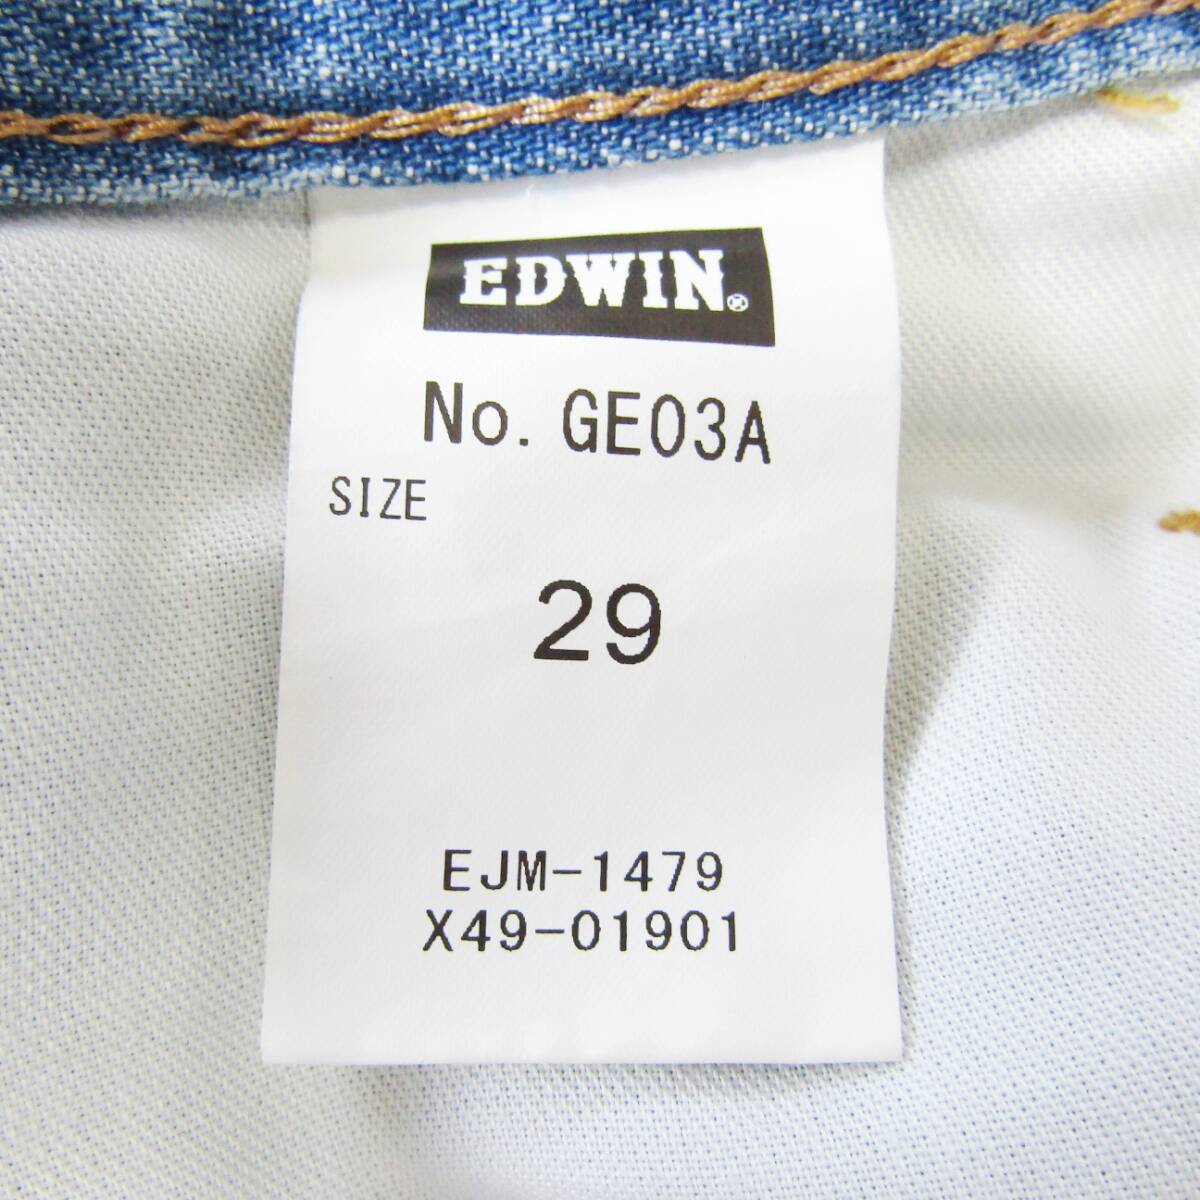 EDWIN®
No. GE03A
SIZE
29
EJM-1479
X49-01901